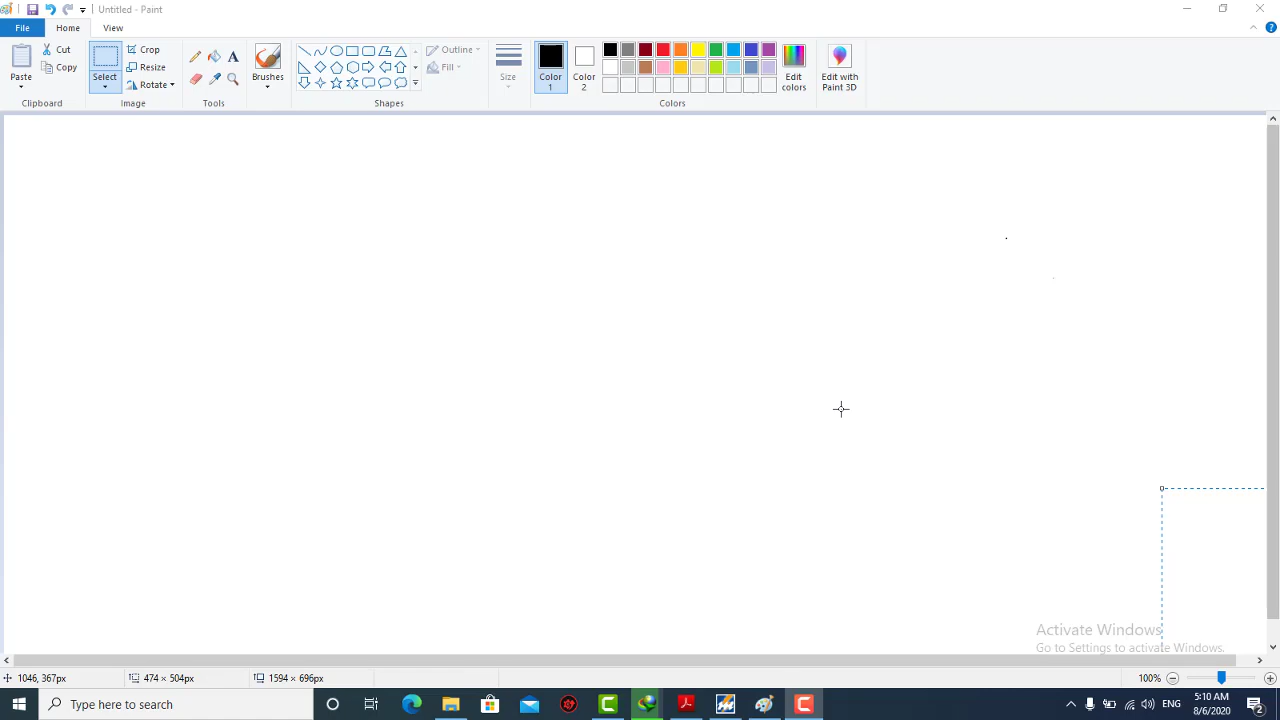 Untitled - Paint
File
Home
View
Paste
Cut
Copy
Clipboard
Select
Crop
Resize
Rotate
Image
Tools
Brushes
Shapes
Outline
Fill
Size
Color
1
Color
2
Colors
Edit
colors
Edit with
Paint 3D
Activate Windows
Go to Settings to activate Windows.
1046, 367px
474 × 504px
1594 × 696px
100%
Type here to search
ENG
5:10 AM
8/6/2020
2